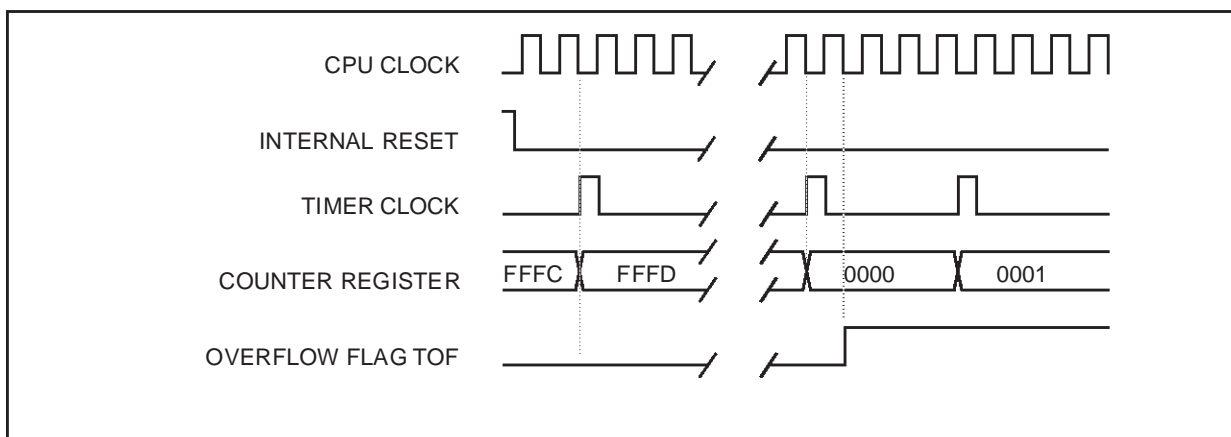 CPU CLOCK
INTERNAL RESET
TIMER CLOCK
COUNTER REGISTER
FFFC
FFFD
0000
0001
OVERFLOW FLAG TOF